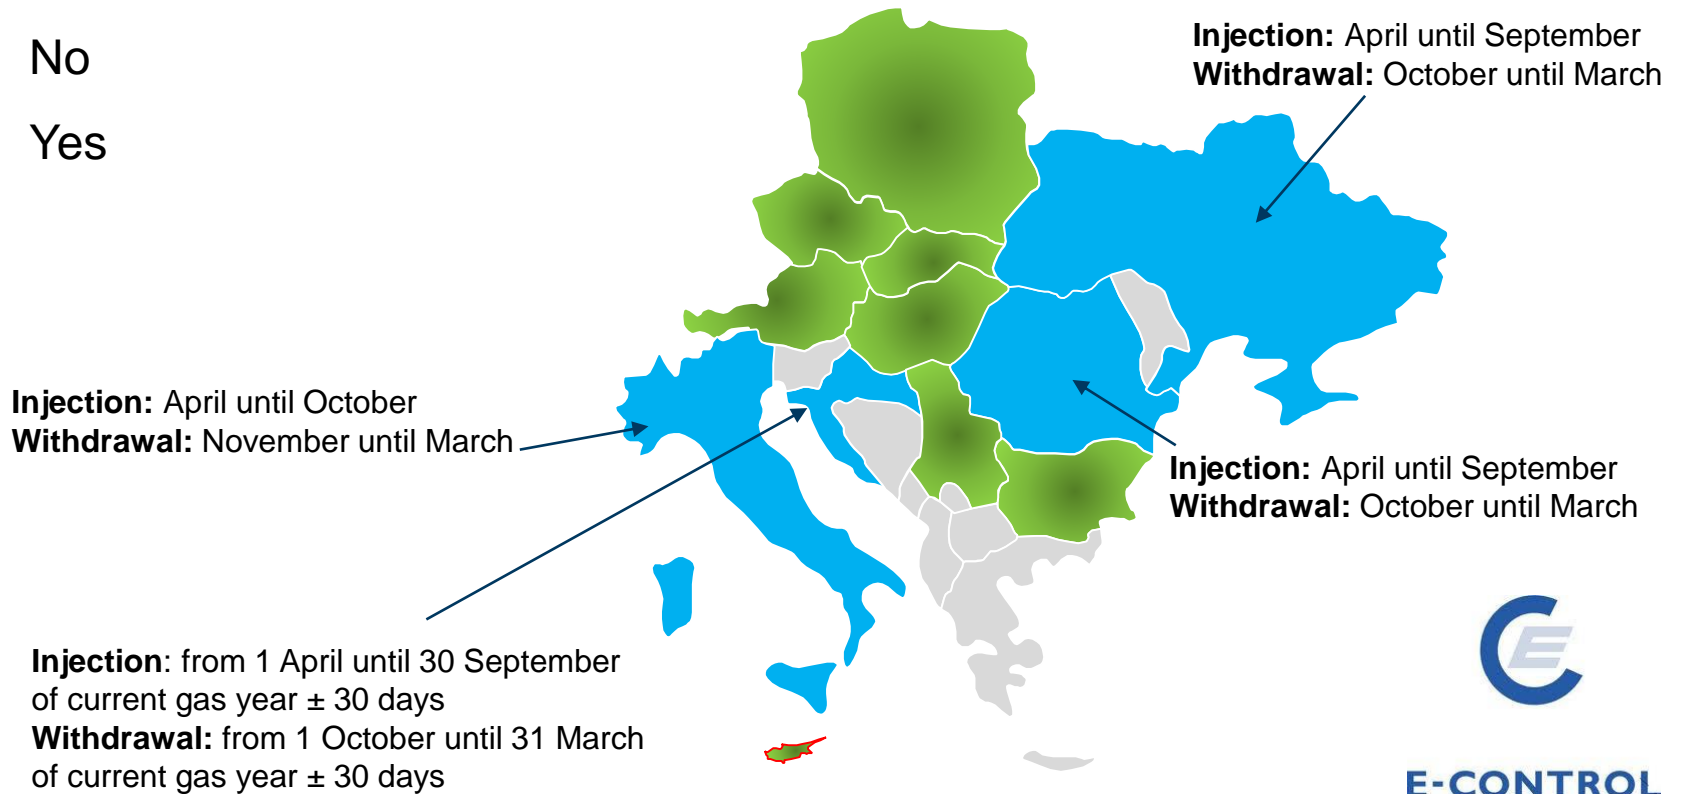 No
Yes
Injection: April until September
Withdrawal: October until March
Injection: April until October
Withdrawal: November until March
Injection: April until September
Withdrawal: October until March
Injection: from 1 April until 30 September
of current gas year ± 30 days
Withdrawal: from 1 October until 31 March
of current gas year ± 30 days
CE
E-CONTROL